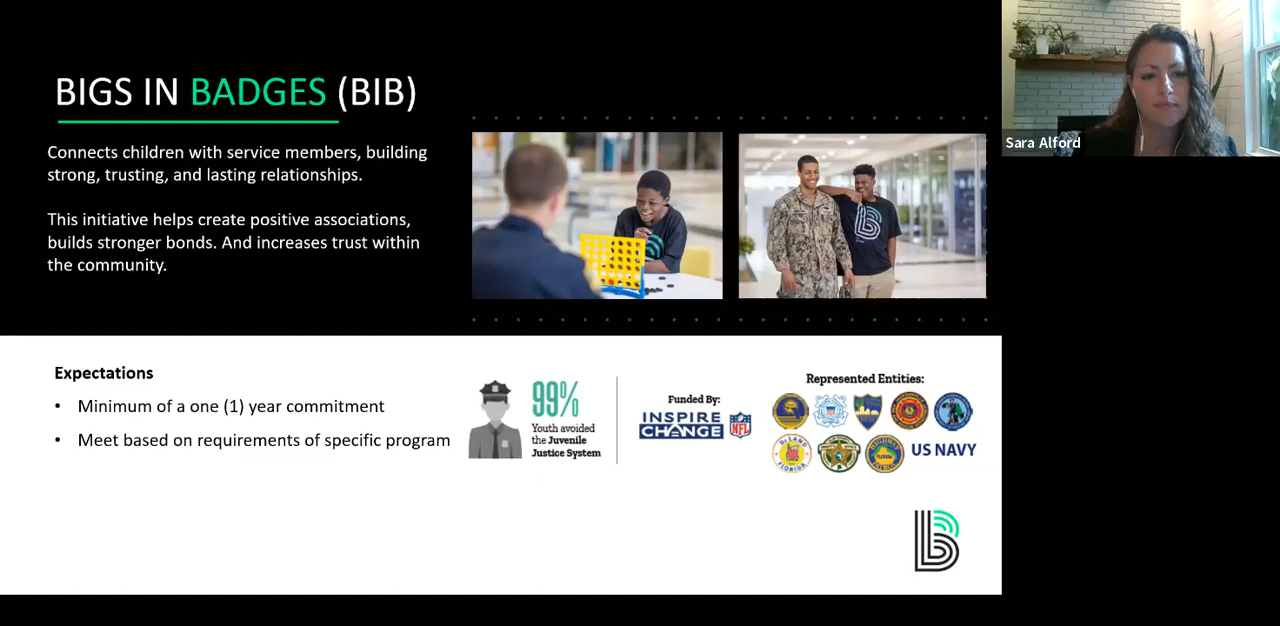 BIGS IN BADGES (BIB)
Connects children with service members, building
strong, trusting, and lasting relationships.
This initiative helps create positive associations,
builds stronger bonds. And increases trust within
the community.
Sara Alford
Expectations
• Minimum of a one (1) year commitment
• Meet based on requirements of specific program
99%
Youth avoided
the Juvenile
Justice System
Funded By:
INSPIRE
CHANGE
NFL
Represented Entities:
DELAND
FLORIDA
US NAVY